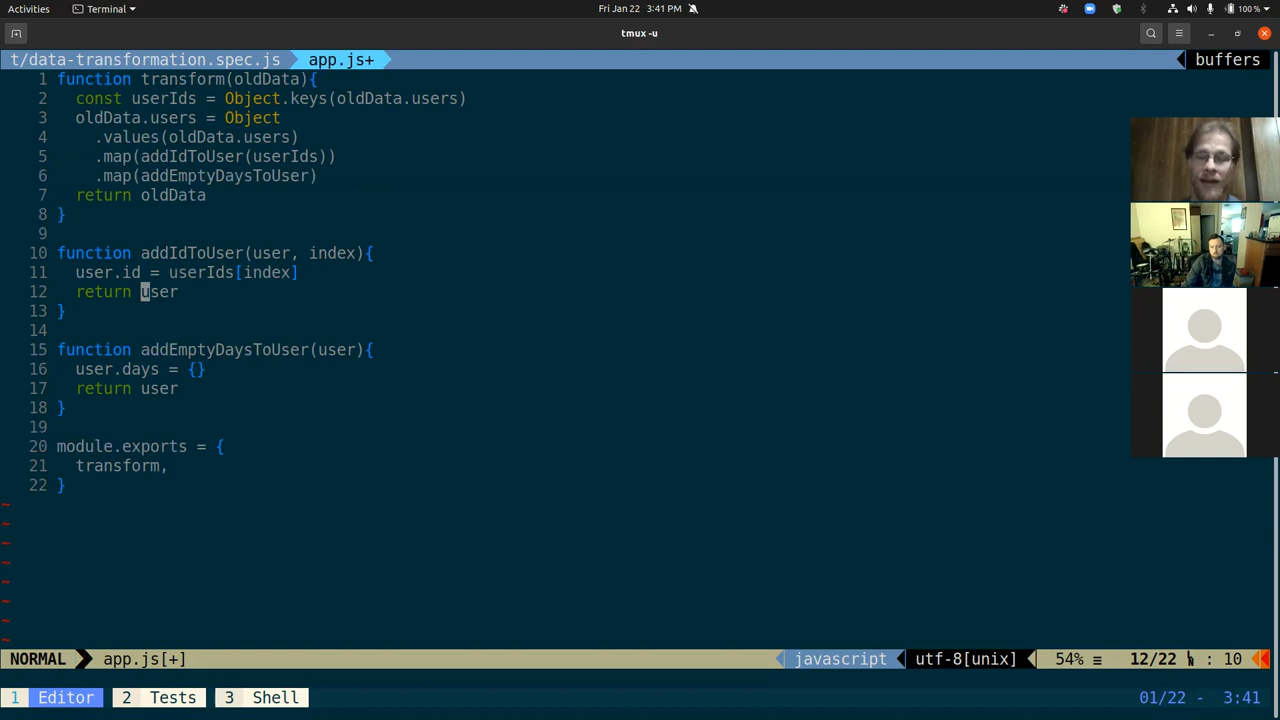 Activities Terminal Fri Jan 22 3:41 PM 100 %
tmux -u
t/data-transformation.spec.js app.js+ buffers
1 function transform(oldData){
2 const userIds = Object.keys(oldData.users)
3 oldData.users = Object
4 .values(oldData.users)
5 .map(addIdToUser(userIds))
6 .map(addEmptyDaysToUser)
7 return oldData
8 }
9
10 function addIdToUser(user, index){
11 user.id = userIds[index]
12 return user
13 }
14
15 function addEmptyDaysToUser(user){
16 user.days = {}
17 return user
18 }
19
20 module.exports = {
21 transform,
22 }
~
~
~
~
~
~
~
~
NORMAL app.js[+] javascript utf-8[unix] 54% ≡ 12/22 : 10
1 Editor 2 Tests 3 Shell 01/22 - 3:41